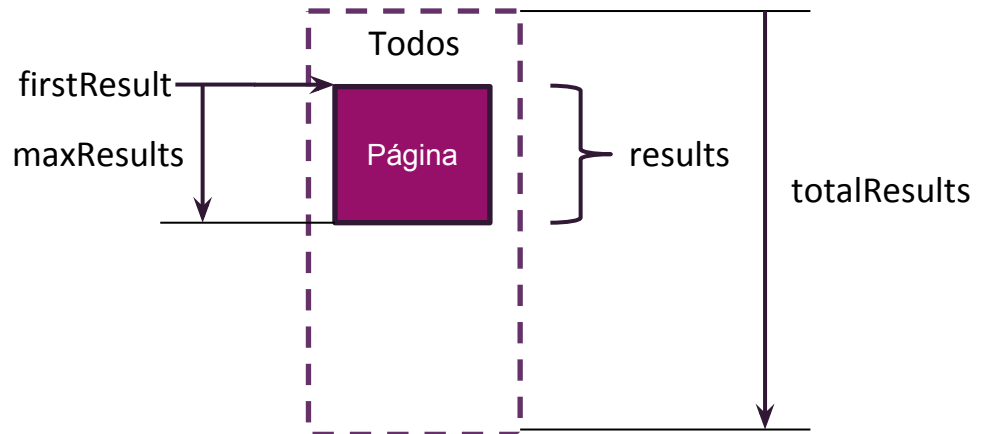 Todos
firstResult
maxResults
Página
results
totalResults